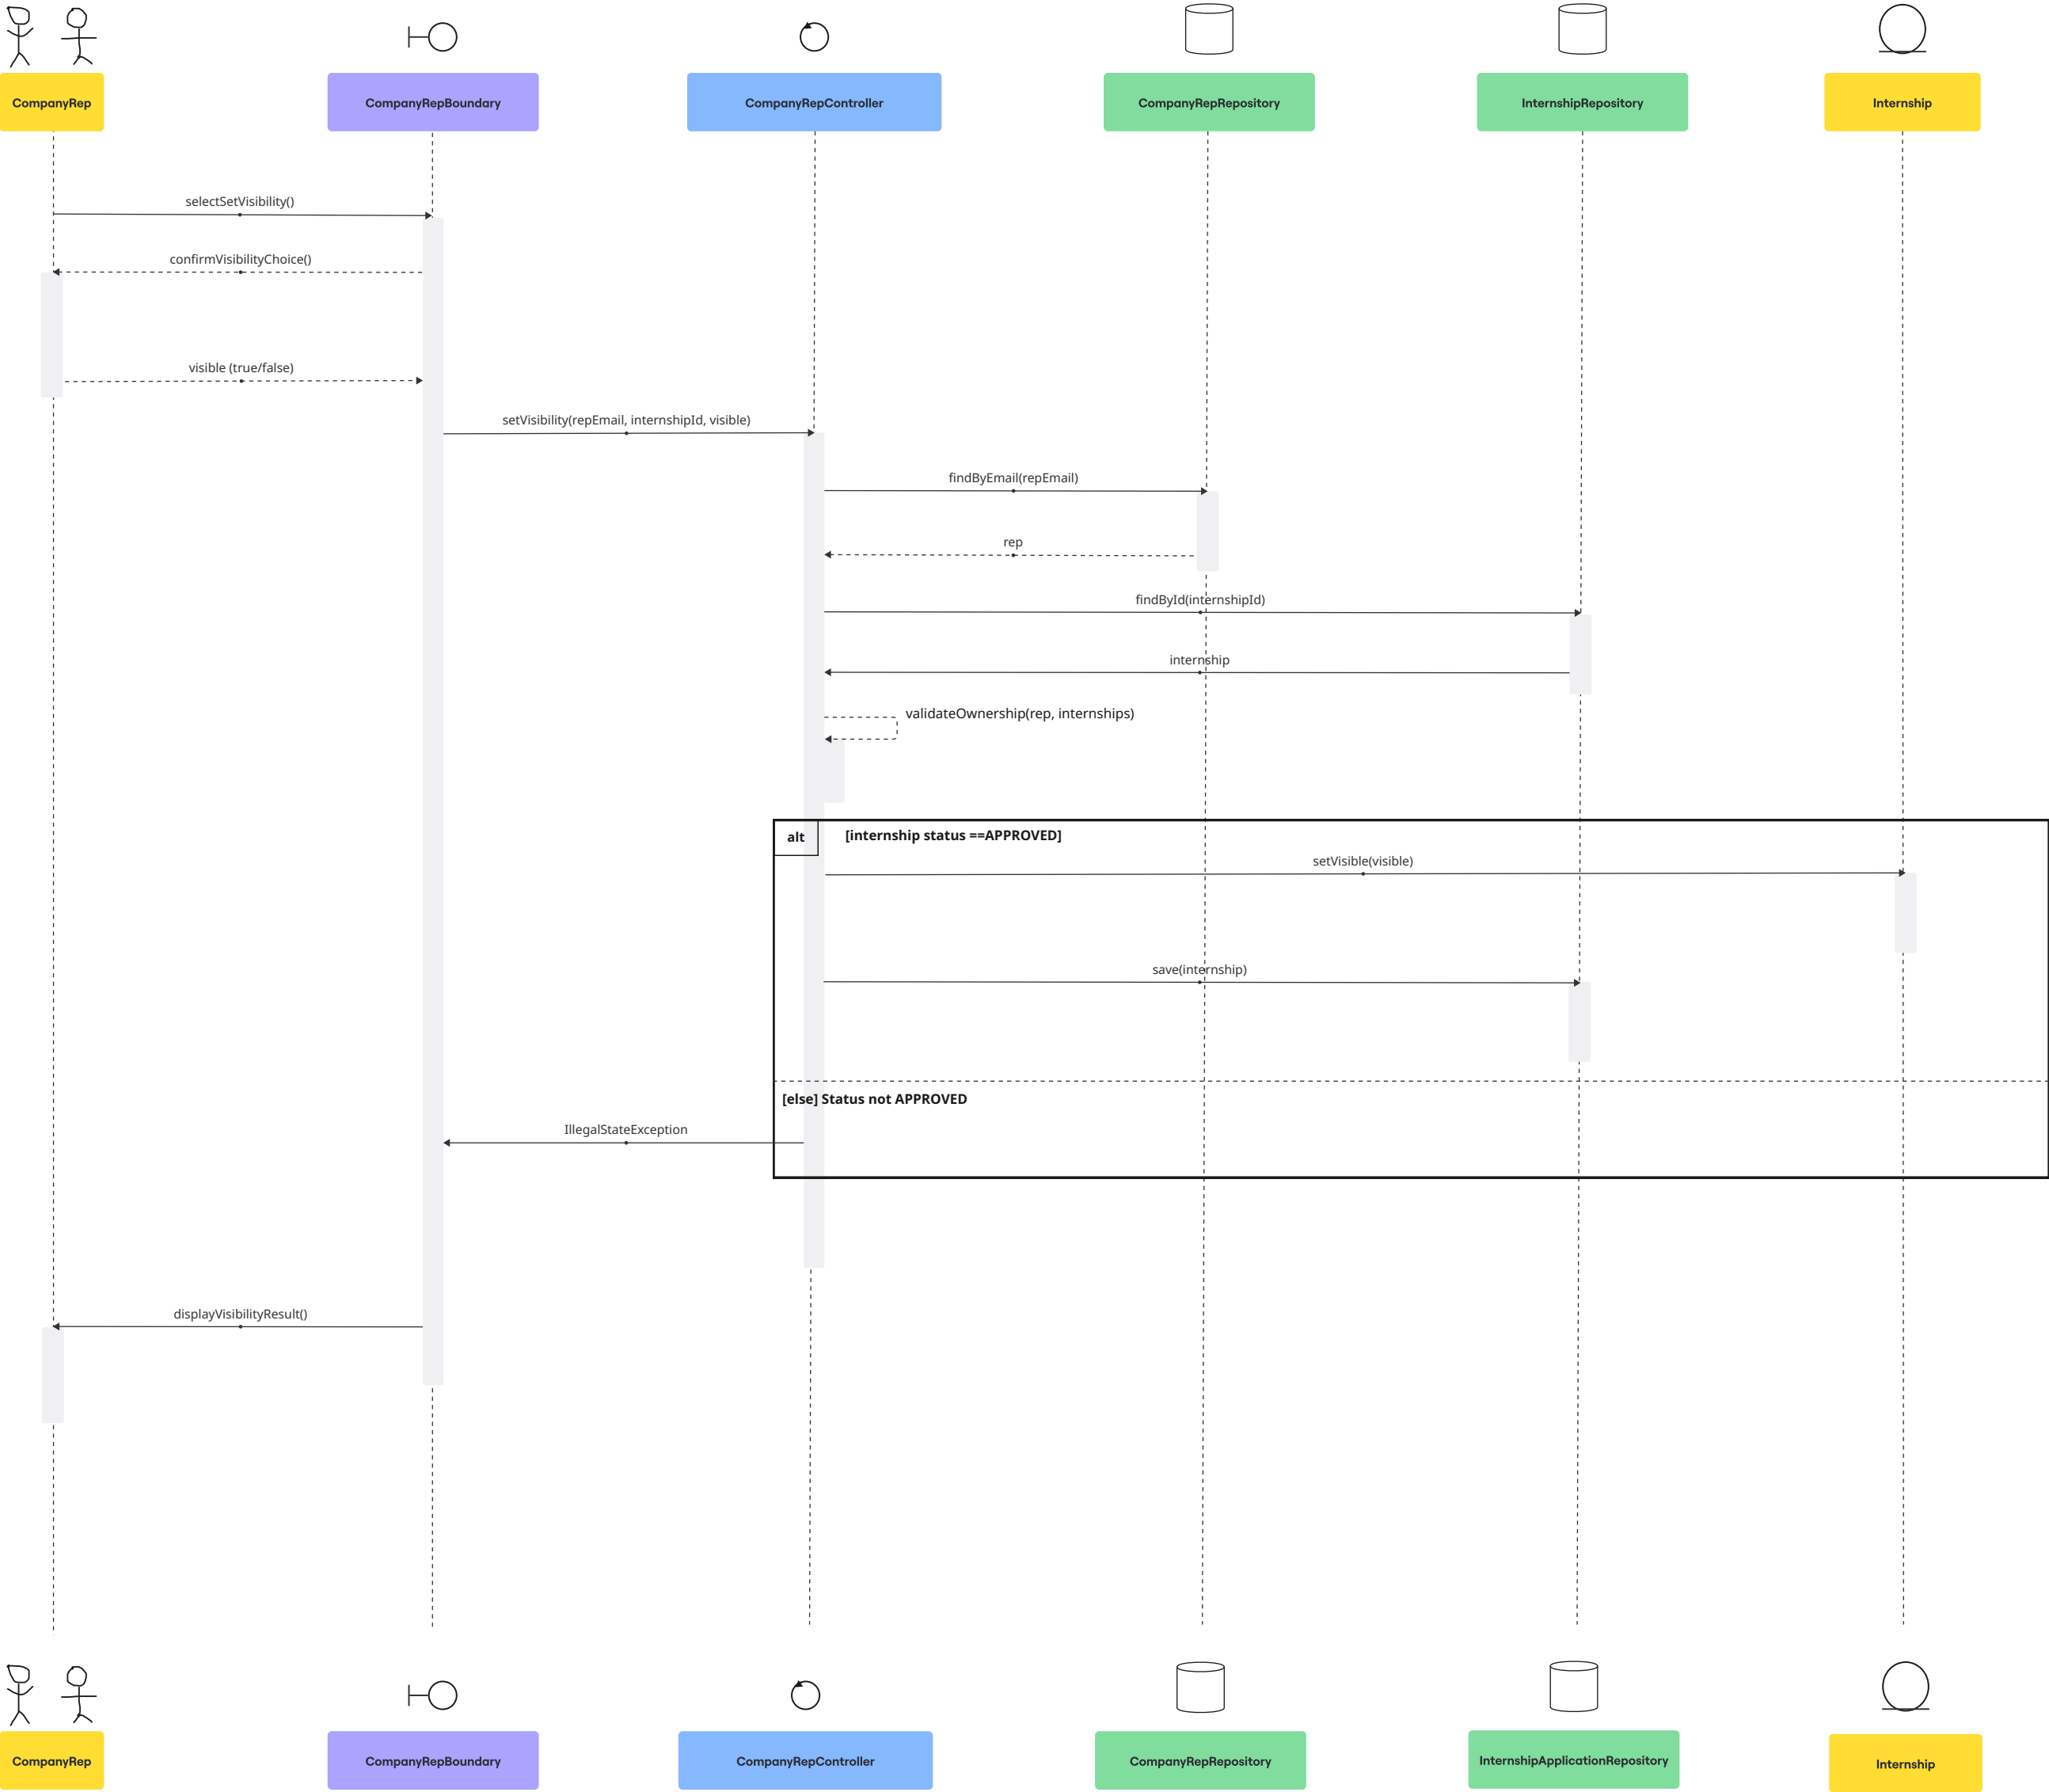 CompanyRep
CompanyRepBoundary
CompanyRepController
CompanyRepRepository
InternshipRepository
Internship
selectSetVisibility()
confirmVisibilityChoice()
visible (true/false)
setVisibility(repEmail, internshipId, visible)
findByEmail(repEmail)
rep
findById(internshipId)
internship
validateOwnership(rep, internships)
alt
[internship status ==APPROVED]
setVisible(visible)
save(internship)
[else] Status not APPROVED
IllegalStateException
displayVisibilityResult()
CompanyRep
CompanyRepBoundary
CompanyRepController
CompanyRepRepository
InternshipApplicationRepository
Internship